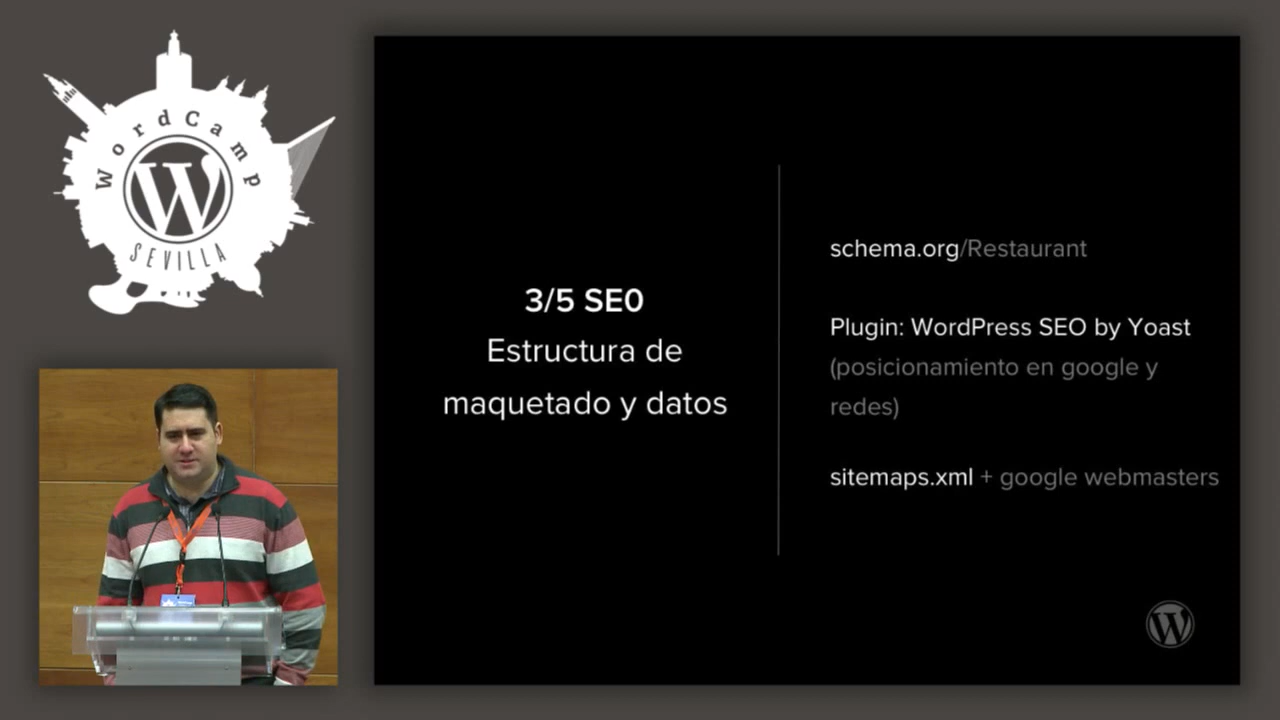 WordCamp
SEVILLA
3/5 SEO
Estructura de
maquetado y datos
schema.org/Restaurant
Plugin: WordPress SEO by Yoast
(posicionamiento en google y
redes)
sitemaps.xml + google webmasters